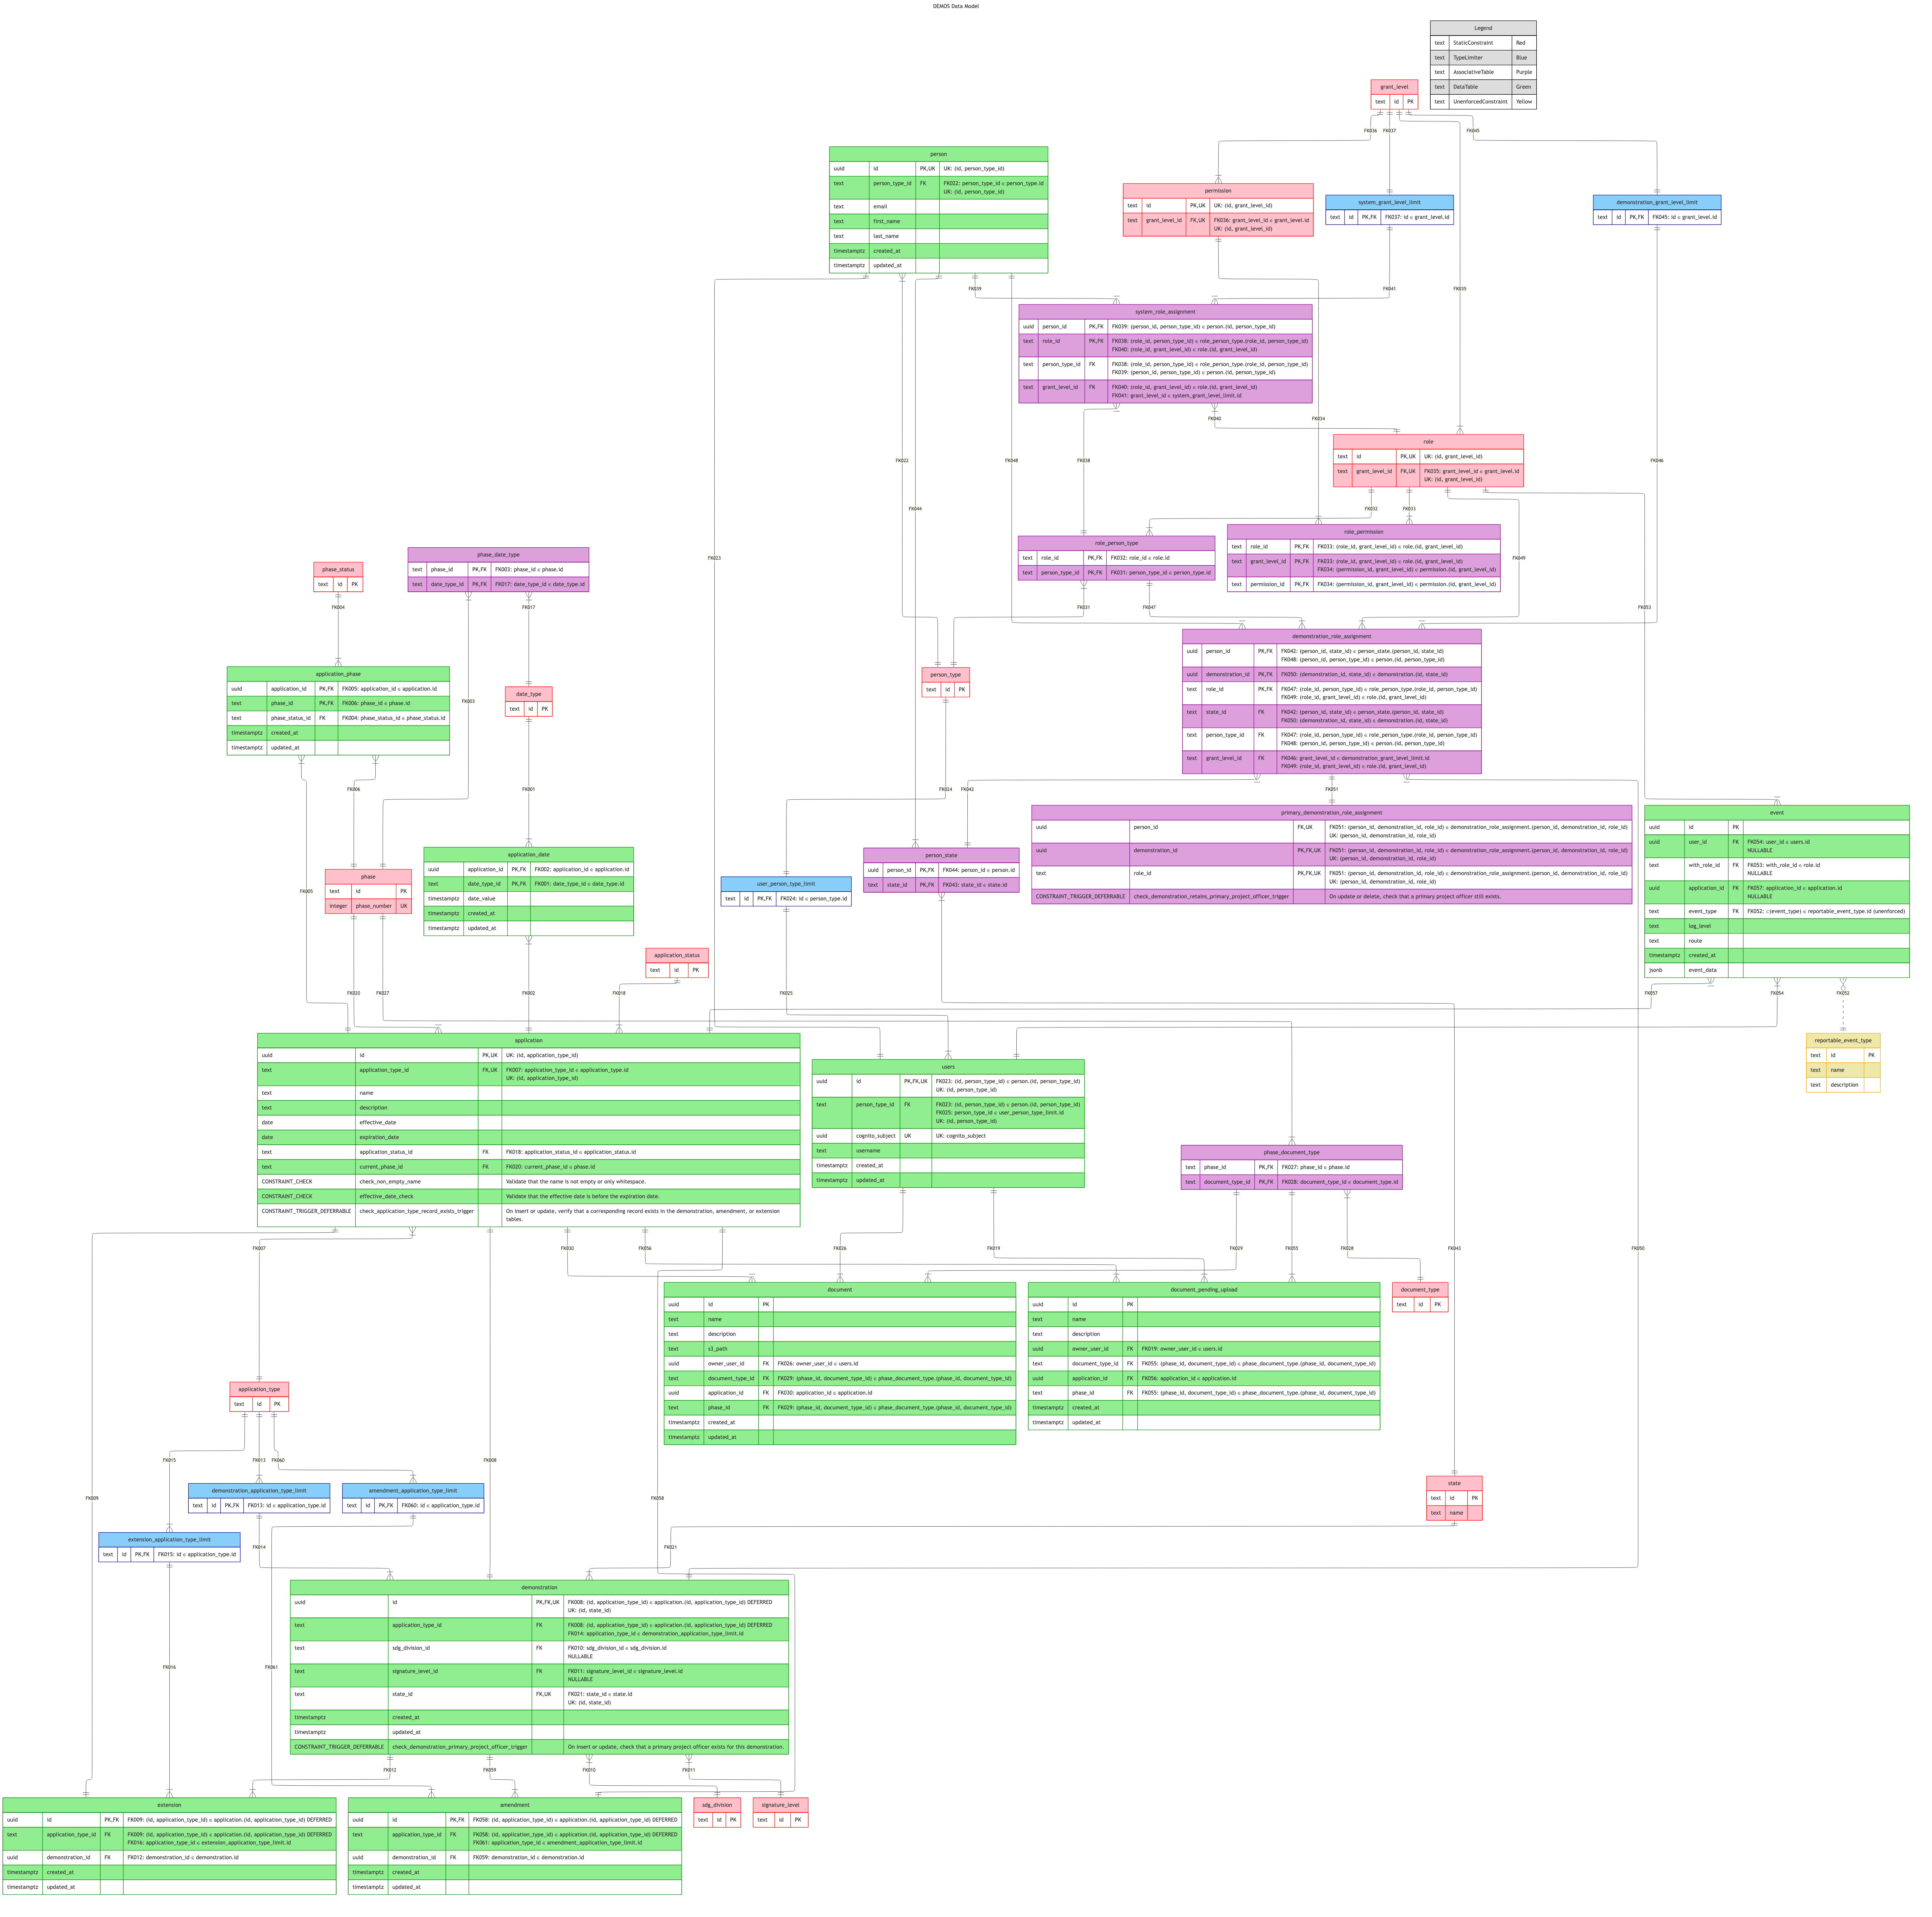 DEMOS Data Model
Legend
text StaticConstraint Red
text TypeLimiter Blue
text AssociativeTable Purple
text DataTable Green
text UnenforcedConstraint Yellow
grant_level
text id PK
FK036
FK037
FK045
person
uuid id PK,UK UK: (id, person_type_id)
text person_type_id FK FK022: person_type_id ∈ person_type.id
UK: (id, person_type_id)
text email
text first_name
text last_name
timestamptz created_at
timestamptz updated_at
permission
text id PK,UK UK: (id, grant_level_id)
text grant_level_id FK,UK FK036: grant_level_id ∈ grant_level.id
UK: (id, grant_level_id)
system_grant_level_limit
text id PK,FK FK037: id ∈ grant_level.id
demonstration_grant_level_limit
text id PK,FK FK045: id ∈ grant_level.id
FK039
FK041
FK035
system_role_assignment
uuid person_id PK,FK FK039: (person_id, person_type_id) ∈ person.(id, person_type_id)
text role_id PK,FK FK038: (role_id, person_type_id) ∈ role_person_type.(role_id, person_type_id)
FK040: (role_id, grant_level_id) ∈ role.(id, grant_level_id)
text person_type_id FK FK038: (role_id, person_type_id) ∈ role_person_type.(role_id, person_type_id)
FK039: (person_id, person_type_id) ∈ person.(id, person_type_id)
text grant_level_id FK FK040: (role_id, grant_level_id) ∈ role.(id, grant_level_id)
FK041: grant_level_id ∈ system_grant_level_limit.id
FK040
FK034
role
text id PK,UK UK: (id, grant_level_id)
text grant_level_id FK,UK FK035: grant_level_id ∈ grant_level.id
UK: (id, grant_level_id)
FK022
FK048
FK038
FK046
FK044
FK032
FK033
FK023
FK049
FK053
role_person_type
text role_id PK,FK FK032: role_id ∈ role.id
text person_type_id PK,FK FK031: person_type_id ∈ person_type.id
role_permission
text role_id PK,FK FK033: (role_id, grant_level_id) ∈ role.(id, grant_level_id)
text grant_level_id PK,FK FK033: (role_id, grant_level_id) ∈ role.(id, grant_level_id)
FK034: (permission_id, grant_level_id) ∈ permission.(id, grant_level_id)
text permission_id PK,FK FK034: (permission_id, grant_level_id) ∈ permission.(id, grant_level_id)
phase_status
text id PK
phase_date_type
text phase_id PK,FK FK003: phase_id ∈ phase.id
text date_type_id PK,FK FK017: date_type_id ∈ date_type.id
FK004
FK017
FK031
FK047
application_phase
uuid application_id PK,FK FK005: application_id ∈ application.id
text phase_id PK,FK FK006: phase_id ∈ phase.id
text phase_status_id FK FK004: phase_status_id ∈ phase_status.id
timestamptz created_at
timestamptz updated_at
FK003
date_type
text id PK
person_type
text id PK
demonstration_role_assignment
uuid person_id PK,FK FK042: (person_id, state_id) ∈ person_state.(person_id, state_id)
FK048: (person_id, person_type_id) ∈ person.(id, person_type_id)
uuid demonstration_id PK,FK FK050: (demonstration_id, state_id) ∈ demonstration.(id, state_id)
text role_id PK,FK FK047: (role_id, person_type_id) ∈ role_person_type.(role_id, person_type_id)
FK049: (role_id, grant_level_id) ∈ role.(id, grant_level_id)
text state_id FK FK042: (person_id, state_id) ∈ person_state.(person_id, state_id)
FK050: (demonstration_id, state_id) ∈ demonstration.(id, state_id)
text person_type_id FK FK047: (role_id, person_type_id) ∈ role_person_type.(role_id, person_type_id)
FK048: (person_id, person_type_id) ∈ person.(id, person_type_id)
text grant_level_id FK FK046: grant_level_id ∈ demonstration_grant_level_limit.id
FK049: (role_id, grant_level_id) ∈ role.(id, grant_level_id)
FK006
FK001
FK024
FK042
FK051
application_date
uuid application_id PK,FK FK002: application_id ∈ application.id
text date_type_id PK,FK FK001: date_type_id ∈ date_type.id
timestamptz date_value
timestamptz created_at
timestamptz updated_at
phase
text id PK
integer phase_number UK
FK005
user_person_type_limit
text id PK,FK FK024: id ∈ person_type.id
person_state
uuid person_id PK,FK FK044: person_id ∈ person.id
text state_id PK,FK FK043: state_id ∈ state.id
primary_demonstration_role_assignment
uuid person_id FK,UK FK051: (person_id, demonstration_id, role_id) ∈ demonstration_role_assignment.(person_id, demonstration_id, role_id)
UK: (person_id, demonstration_id, role_id)
uuid demonstration_id PK,FK,UK FK051: (person_id, demonstration_id, role_id) ∈ demonstration_role_assignment.(person_id, demonstration_id, role_id)
UK: (person_id, demonstration_id, role_id)
text role_id PK,FK,UK FK051: (person_id, demonstration_id, role_id) ∈ demonstration_role_assignment.(person_id, demonstration_id, role_id)
UK: (person_id, demonstration_id, role_id)
CONSTRAINT_TRIGGER_DEFERRABLE check_demonstration_retains_primary_project_officer_trigger On update or delete, check that a primary project officer still exists.
event
uuid id PK
uuid user_id FK FK054: user_id ∈ users.id
NULLABLE
text with_role_id FK FK053: with_role_id ∈ role.id
NULLABLE
uuid application_id FK FK057: application_id ∈ application.id
NULLABLE
text event_type FK FK052: ::(event_type) ∈ reportable_event_type.id (unenforced)
text log_level
text route
timestamptz created_at
jsonb event_data
application_status
text id PK
FK020
FK027
FK002
FK018
FK025
FK057
FK054
FK052
application
uuid id PK,UK UK: (id, application_type_id)
text application_type_id FK,UK FK007: application_type_id ∈ application_type.id
UK: (id, application_type_id)
text name
text description
date effective_date
date expiration_date
text application_status_id FK FK018: application_status_id ∈ application_status.id
text current_phase_id FK FK020: current_phase_id ∈ phase.id
CONSTRAINT_CHECK check_non_empty_name Validate that the name is not empty or only whitespace.
CONSTRAINT_CHECK effective_date_check Validate that the effective date is before the expiration date.
CONSTRAINT_TRIGGER_DEFERRABLE check_application_type_record_exists_trigger On insert or update, verify that a corresponding record exists in the demonstration, amendment, or extension
tables.
users
uuid id PK,FK,UK FK023: (id, person_type_id) ∈ person.(id, person_type_id)
UK: (id, person_type_id)
text person_type_id FK FK023: (id, person_type_id) ∈ person.(id, person_type_id)
FK025: person_type_id ∈ user_person_type_limit.id
UK: (id, person_type_id)
uuid cognito_subject UK UK: cognito_subject
text username
timestamptz created_at
timestamptz updated_at
reportable_event_type
text id PK
text name
text description
phase_document_type
text phase_id PK,FK FK027: phase_id ∈ phase.id
text document_type_id PK,FK FK028: document_type_id ∈ document_type.id
FK007
FK030
FK056
FK026
FK019
FK029
FK055
FK028
FK043
FK050
document
uuid id PK
text name
text description
text s3_path
uuid owner_user_id FK FK026: owner_user_id ∈ users.id
text document_type_id FK FK029: (phase_id, document_type_id) ∈ phase_document_type.(phase_id, document_type_id)
uuid application_id FK FK030: application_id ∈ application.id
text phase_id FK FK029: (phase_id, document_type_id) ∈ phase_document_type.(phase_id, document_type_id)
timestamptz created_at
timestamptz updated_at
document_pending_upload
uuid id PK
text name
text description
uuid owner_user_id FK FK019: owner_user_id ∈ users.id
text document_type_id FK FK055: (phase_id, document_type_id) ∈ phase_document_type.(phase_id, document_type_id)
uuid application_id FK FK056: application_id ∈ application.id
text phase_id FK FK055: (phase_id, document_type_id) ∈ phase_document_type.(phase_id, document_type_id)
timestamptz created_at
timestamptz updated_at
document_type
text id PK
application_type
text id PK
FK015
FK013
FK060
FK008
FK009
FK058
demonstration_application_type_limit
text id PK,FK FK013: id ∈ application_type.id
amendment_application_type_limit
text id PK,FK FK060: id ∈ application_type.id
state
text id PK
text name
extension_application_type_limit
text id PK,FK FK015: id ∈ application_type.id
FK014
FK021
demonstration
uuid id PK,FK,UK FK008: (id, application_type_id) ∈ application.(id, application_type_id) DEFERRED
UK: (id, state_id)
text application_type_id FK FK008: (id, application_type_id) ∈ application.(id, application_type_id) DEFERRED
FK014: application_type_id ∈ demonstration_application_type_limit.id
text sdg_division_id FK FK010: sdg_division_id ∈ sdg_division.id
NULLABLE
text signature_level_id FK FK011: signature_level_id ∈ signature_level.id
NULLABLE
text state_id FK,UK FK021: state_id ∈ state.id
UK: (id, state_id)
timestamptz created_at
timestamptz updated_at
CONSTRAINT_TRIGGER_DEFERRABLE check_demonstration_primary_project_officer_trigger On insert or update, check that a primary project officer exists for this demonstration.
FK016
FK061
FK012
FK059
FK010
FK011
extension
uuid id PK,FK FK009: (id, application_type_id) ∈ application.(id, application_type_id) DEFERRED
text application_type_id FK FK009: (id, application_type_id) ∈ application.(id, application_type_id) DEFERRED
FK016: application_type_id ∈ extension_application_type_limit.id
uuid demonstration_id FK FK012: demonstration_id ∈ demonstration.id
timestamptz created_at
timestamptz updated_at
amendment
uuid id PK,FK FK058: (id, application_type_id) ∈ application.(id, application_type_id) DEFERRED
text application_type_id FK FK058: (id, application_type_id) ∈ application.(id, application_type_id) DEFERRED
FK061: application_type_id ∈ amendment_application_type_limit.id
uuid demonstration_id FK FK059: demonstration_id ∈ demonstration.id
timestamptz created_at
timestamptz updated_at
sdg_division
text id PK
signature_level
text id PK